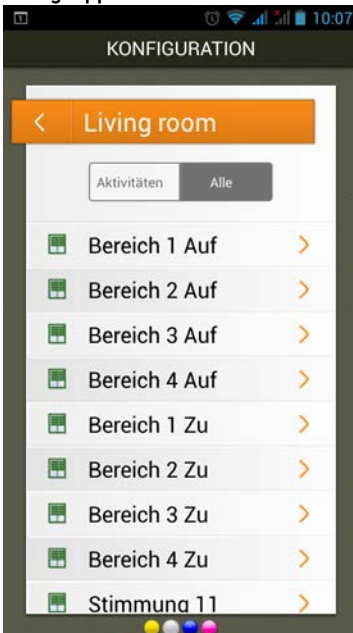 10:07
KONFIGURATION
Living room
Aktivitäten Alle
Bereich 1 Auf
Bereich 2 Auf
Bereich 3 Auf
Bereich 4 Auf
Bereich 1 Zu
Bereich 2 Zu
Bereich 3 Zu
Bereich 4 Zu
Stimmung 11